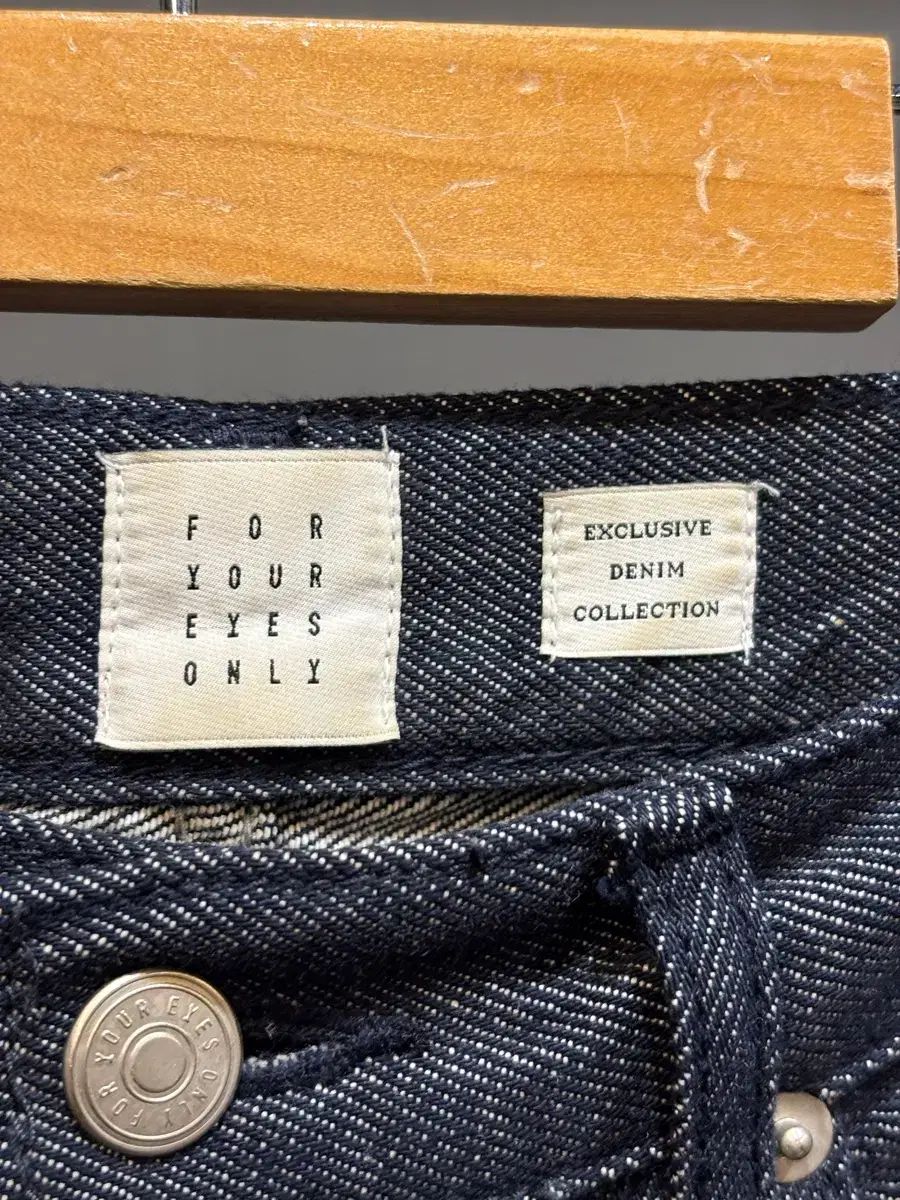 F O R
Y O U R
E Y E S
O N L Y
EXCLUSIVE
DENIM
COLLECTION
FOR YOUR EYES ONLY